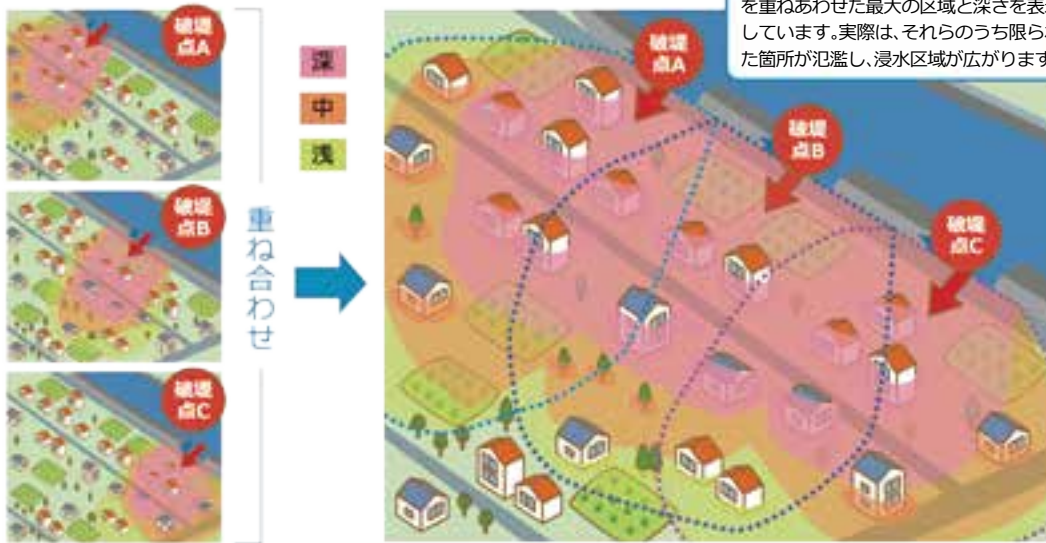 を重ねあわせた最大の区域と深さを表
しています。実際は、それらのうち限ら
た箇所が氾濫し、浸水区域が広がります
破堤
点A
破堤
点B
破堤
点C
深
中
浅
重ね合わせ
破堤
点A
破堤
点B
破堤
点C